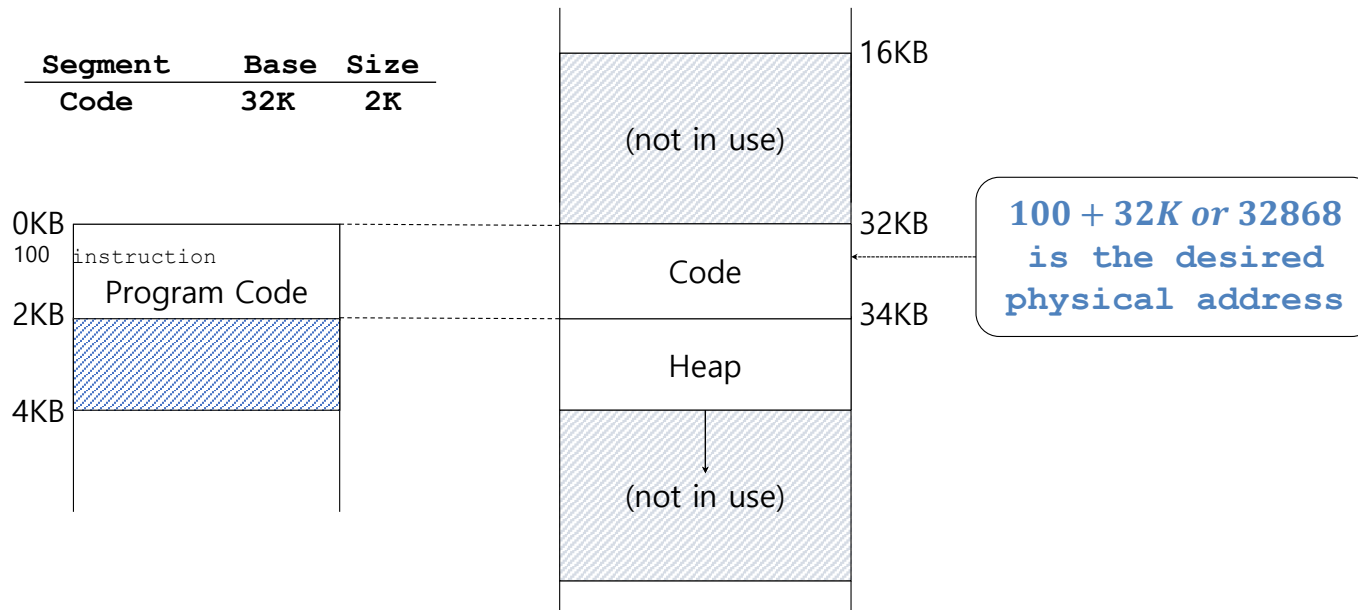 Segment Base Size
Code 32K 2K
0KB
100 instruction
Program Code
2KB
4KB
16KB
(not in use)
32KB
Code
34KB
Heap
(not in use)
100 + 32K or 32868
is the desired
physical address